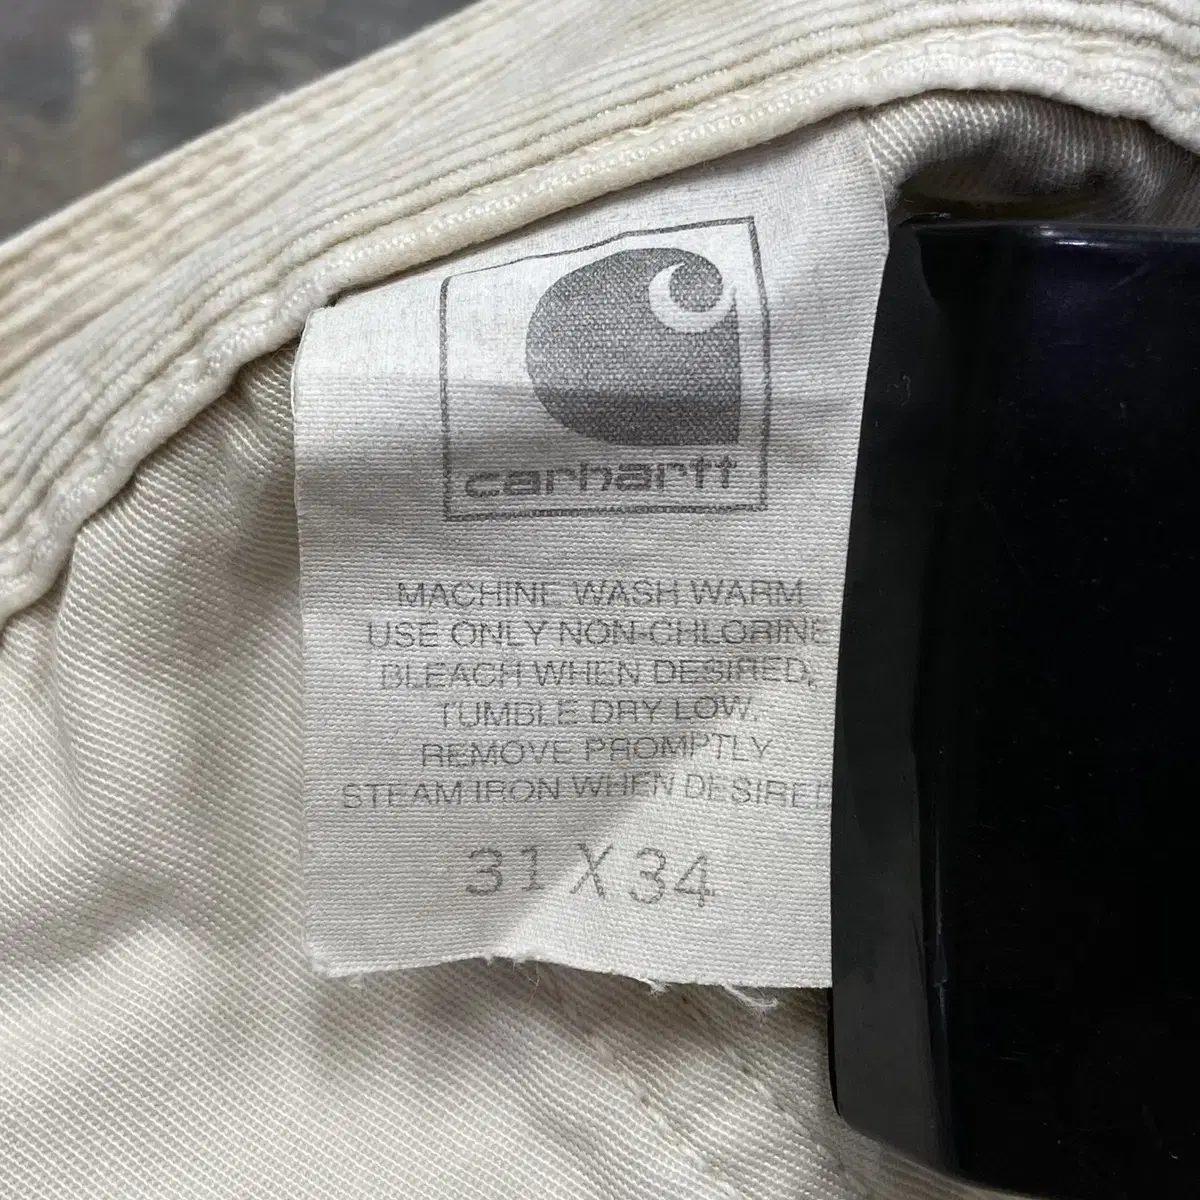 carhartt
MACHINE WASH WARM
USE ONLY NON-CHLORINE
BLEACH WHEN DESIRED.
TUMBLE DRY LOW.
REMOVE PROMPTLY
STEAM IRON WHEN DESIRED
31 X 34